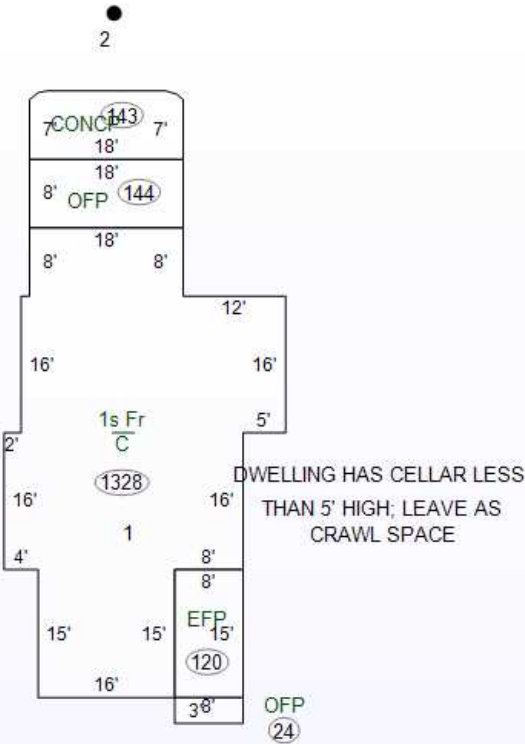 2
7' CONCP 143 7'
18'
18'
8' OFP 144
18'
8' 8'
12'
16' 16'
1s Fr 5'
2' C
1328 DWELLING HAS CELLAR LESS
16' 16' THAN 5' HIGH; LEAVE AS
1 CRAWL SPACE
4' 8'
8'
EFP
15' 15' 15'
120
16'
3' 8' OFP
24